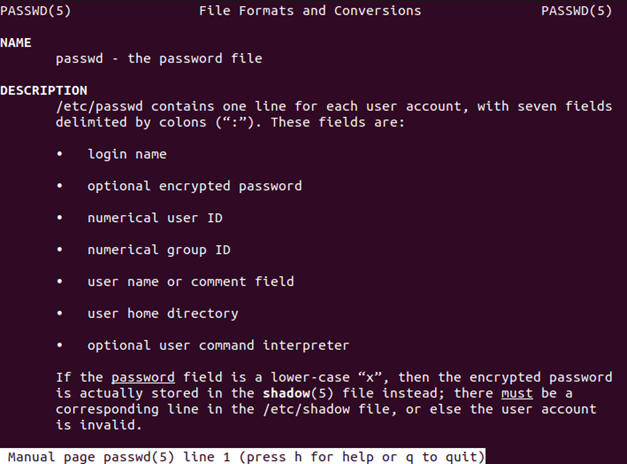 PASSWD(5) File Formats and Conversions PASSWD(5)
NAME
passwd - the password file
DESCRIPTION
/etc/passwd contains one line for each user account, with seven fields
delimited by colons (“:”). These fields are:
• login name
• optional encrypted password
• numerical user ID
• numerical group ID
• user name or comment field
• user home directory
• optional user command interpreter
If the password field is a lower-case “x”, then the encrypted password
is actually stored in the shadow(5) file instead; there must be a
corresponding line in the /etc/shadow file, or else the user account
is invalid.
Manual page passwd(5) line 1 (press h for help or q to quit)